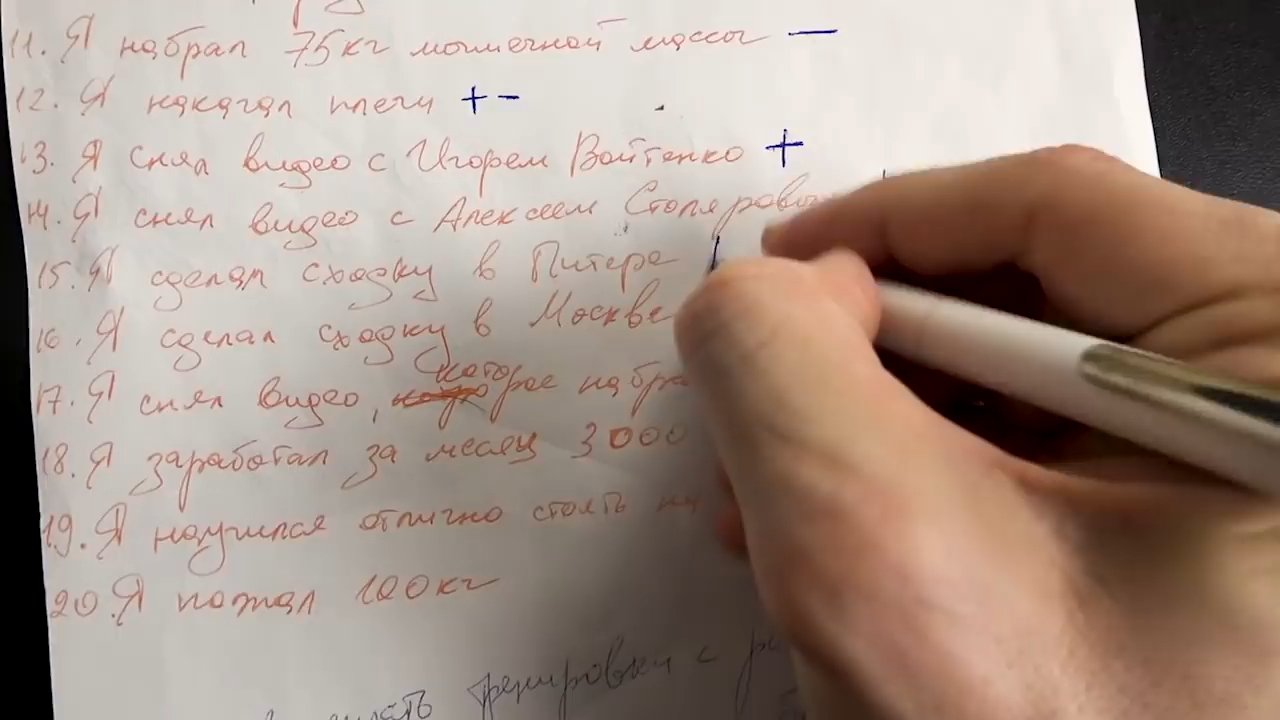 11. Я набрал 75кг мышечной массы —
12. Я накачал плечи + -
13. Я снял видео с Игорем Войтенко +
14. Я снял видео с Алексеем Столяровым
15. Я сделал сходку в Питере
16. Я сделал сходку в Москве
17. Я снял видео, которое набра
18. Я заработал за месяц 3000
19. Я научился отлично стоять на
20. Я пожал 100кг
тренировки с